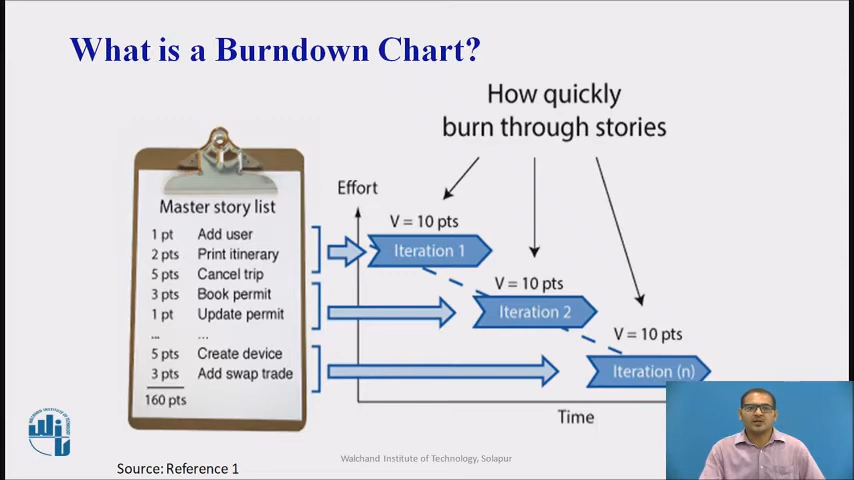 What is a Burndown Chart?
How quickly
burn through stories
Master story list
1 pt Add user
2 pts Print itinerary
5 pts Cancel trip
3 pts Book permit
1 pt Update permit
... ...
5 pts Create device
3 pts Add swap trade
160 pts
Effort
V = 10 pts
Iteration 1
V = 10 pts
Iteration 2
V = 10 pts
Iteration (n)
Time
Walchand Institute of Technology, Solapur
Source: Reference 1